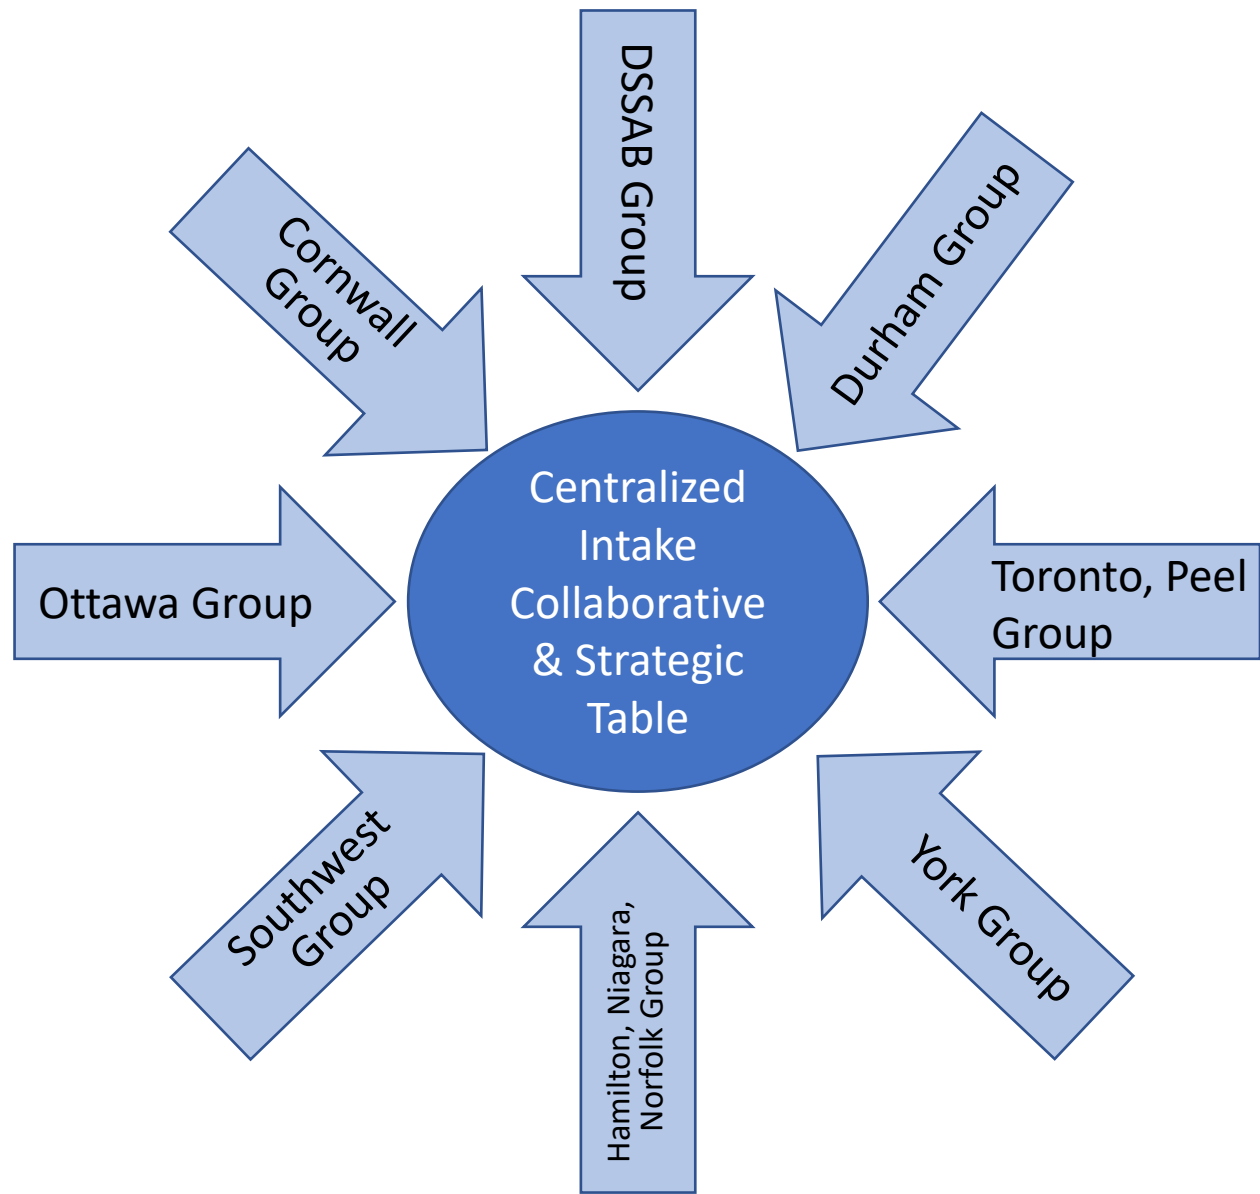 DSSAB Group
Durham Group
Cornwall
Group
Centralized
Intake
Collaborative
& Strategic
Table
Ottawa Group
Toronto, Peel
Group
Southwest
Group
Hamilton, Niagara,
Norfolk Group
York Group